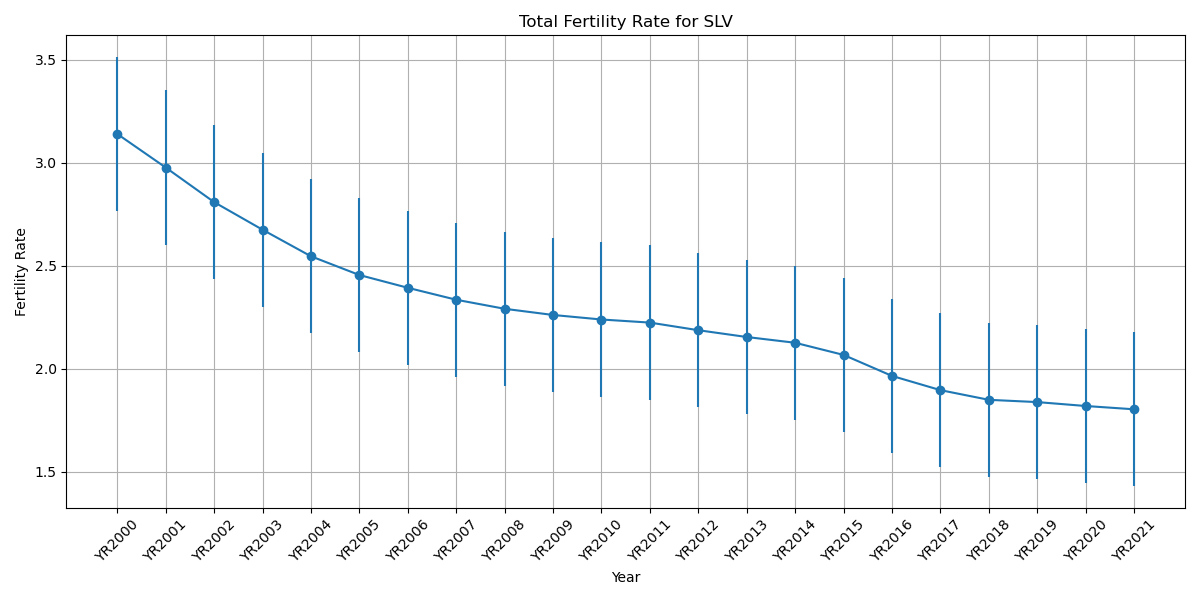 Total Fertility Rate for SLV
Fertility Rate
3.5
3.0
2.5
2.0
1.5
YR2000
YR2001
YR2002
YR2003
YR2004
YR2005
YR2006
YR2007
YR2008
YR2009
YR2010
YR2011
YR2012
YR2013
YR2014
YR2015
YR2016
YR2017
YR2018
YR2019
YR2020
YR2021
Year